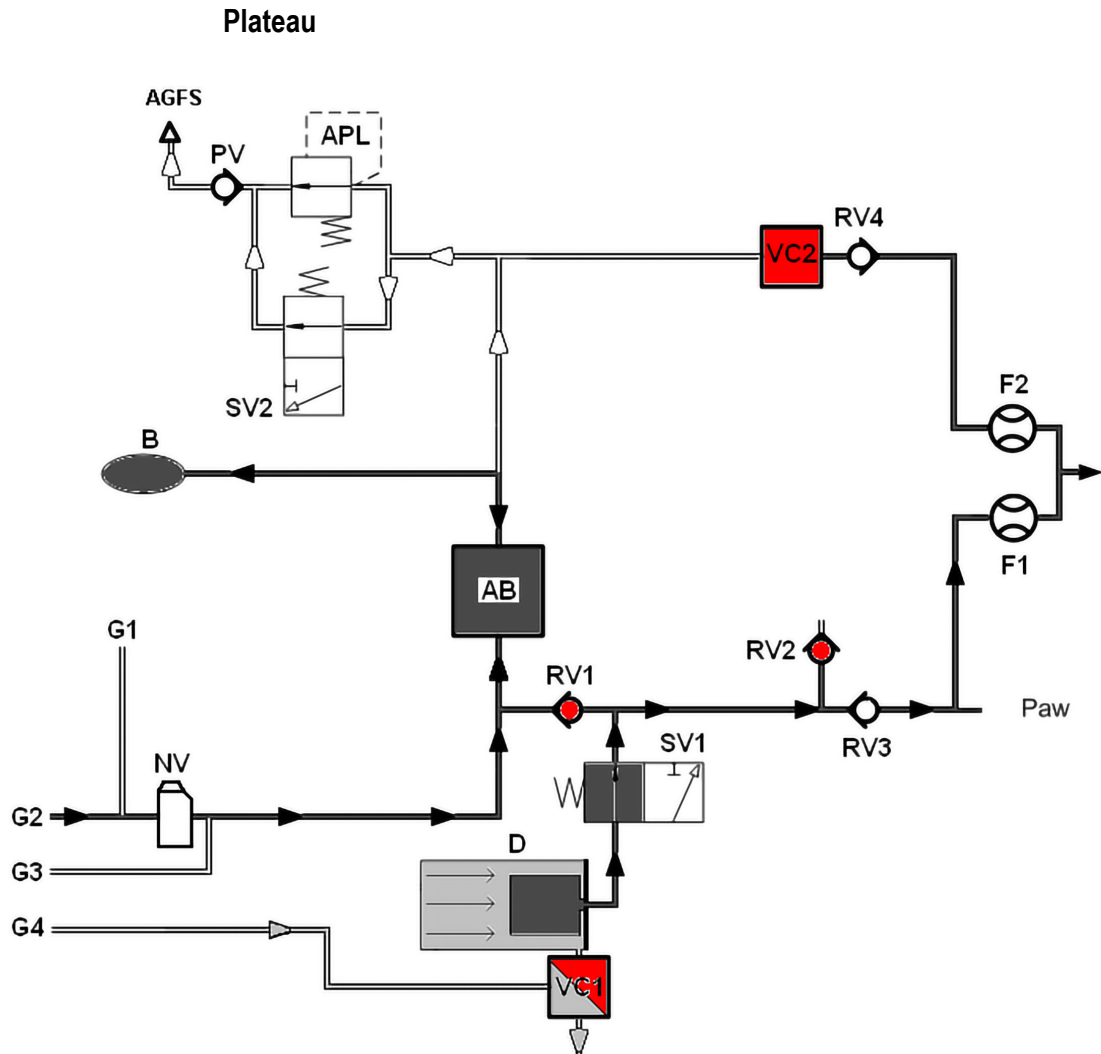 Plateau
AGFS
PV
APL
RV4
VC2
SV2
F2
B
F1
AB
G1
RV1
RV2
Paw
NV
SV1
RV3
G2
D
G3
G4
VC1